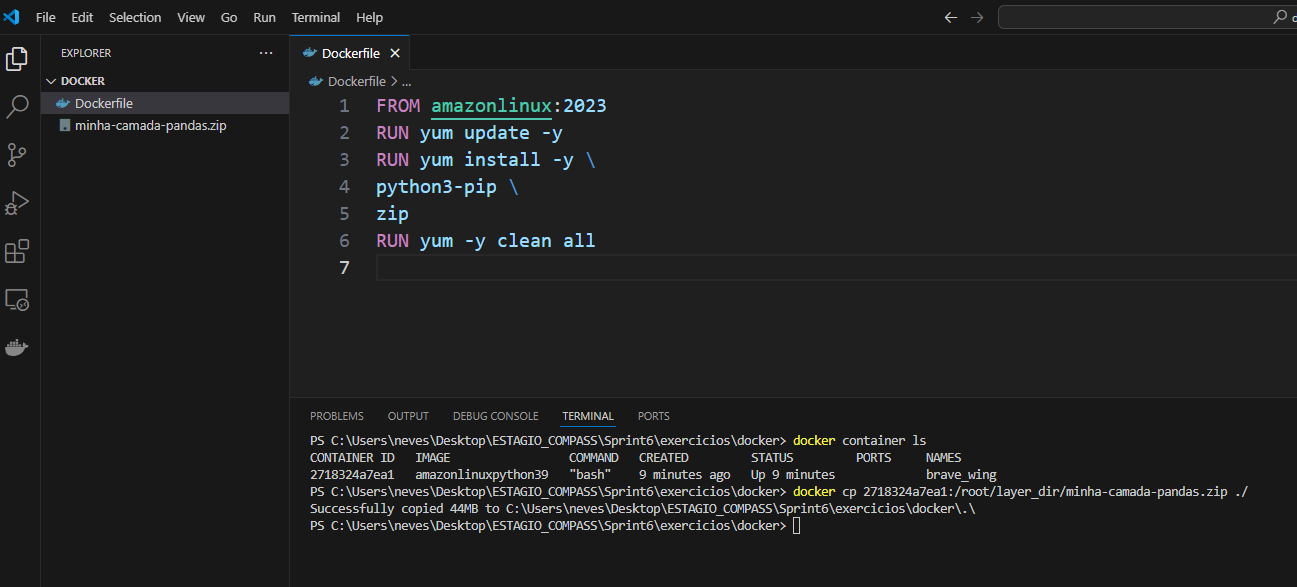 File Edit Selection View Go Run Terminal Help
EXPLORER ...
Dockerfile
DOCKER
Dockerfile
minha-camada-pandas.zip
Dockerfile > ...
1 FROM amazonlinux:2023
2 RUN yum update -y
3 RUN yum install -y \
4 python3-pip \
5 zip
6 RUN yum -y clean all
7
PROBLEMS OUTPUT DEBUG CONSOLE TERMINAL PORTS
PS C:\Users\neves\Desktop\ESTAGIO_COMPASS\Sprint6\exercicios\docker> docker container ls
CONTAINER ID IMAGE COMMAND CREATED STATUS PORTS NAMES
2718324a7ea1 amazonlinuxpython39 "bash" 9 minutes ago Up 9 minutes brave_wing
PS C:\Users\neves\Desktop\ESTAGIO_COMPASS\Sprint6\exercicios\docker> docker cp 2718324a7ea1:/root/layer_dir/minha-camada-pandas.zip ./
Successfully copied 44MB to C:\Users\neves\Desktop\ESTAGIO_COMPASS\Sprint6\exercicios\docker\.\
PS C:\Users\neves\Desktop\ESTAGIO_COMPASS\Sprint6\exercicios\docker>